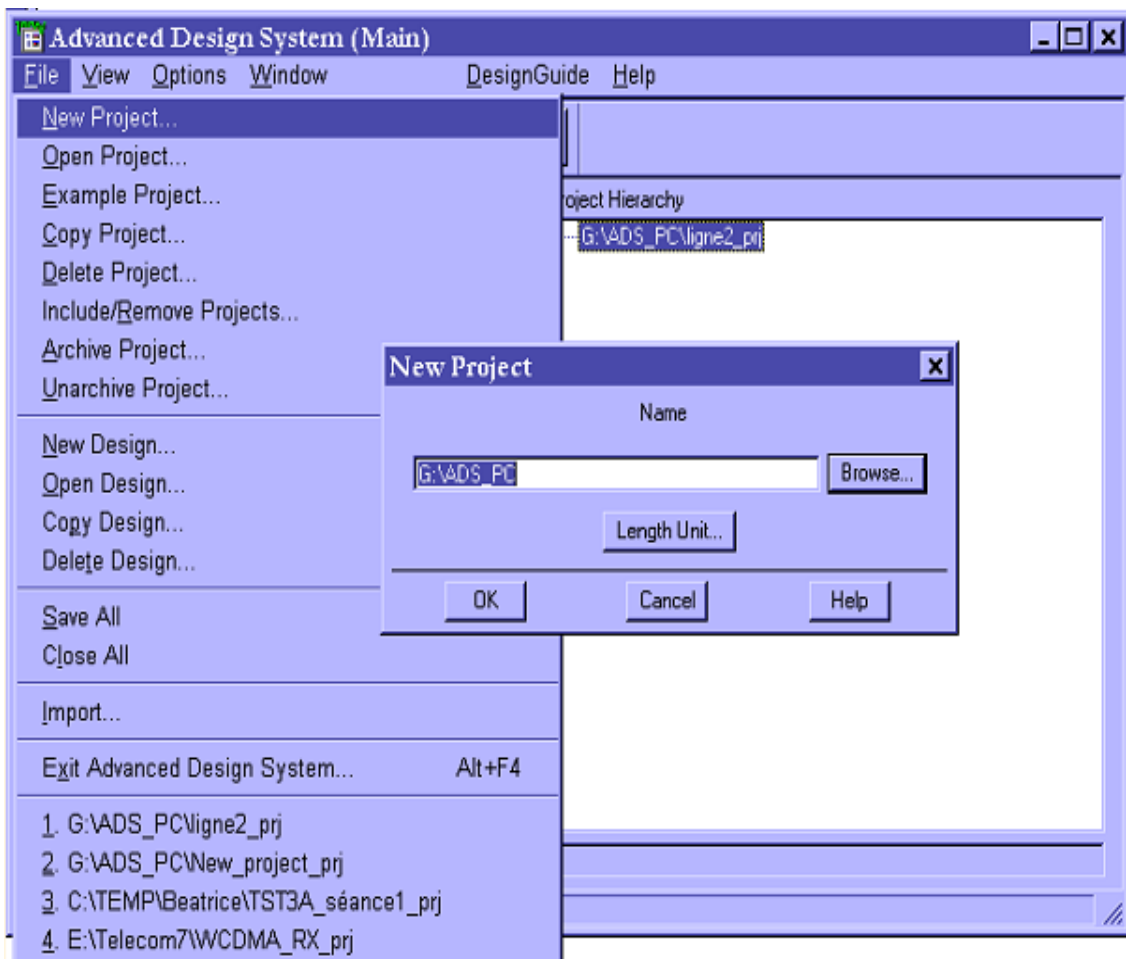 Advanced Design System (Main)
File View Options Window DesignGuide Help
New Project...
Open Project...
Example Project...
Copy Project...
Delete Project...
Include/Remove Projects...
Archive Project...
Unarchive Project...
New Design...
Open Design...
Copy Design...
Delete Design...
Save All
Close All
Import...
Exit Advanced Design System... Alt+F4
1. G:\ADS_PC\ligne2_prj
2. G:\ADS_PC\New_project_prj
3. C:\TEMP\Beatrice\TST3A_séance1_prj
4. E:\Telecom7\WCDMA_RX_prj
oject Hierarchy
G:\ADS_PC\ligne2_prj
New Project
Name
G:\ADS_PC
Browse...
Length Unit...
OK Cancel Help